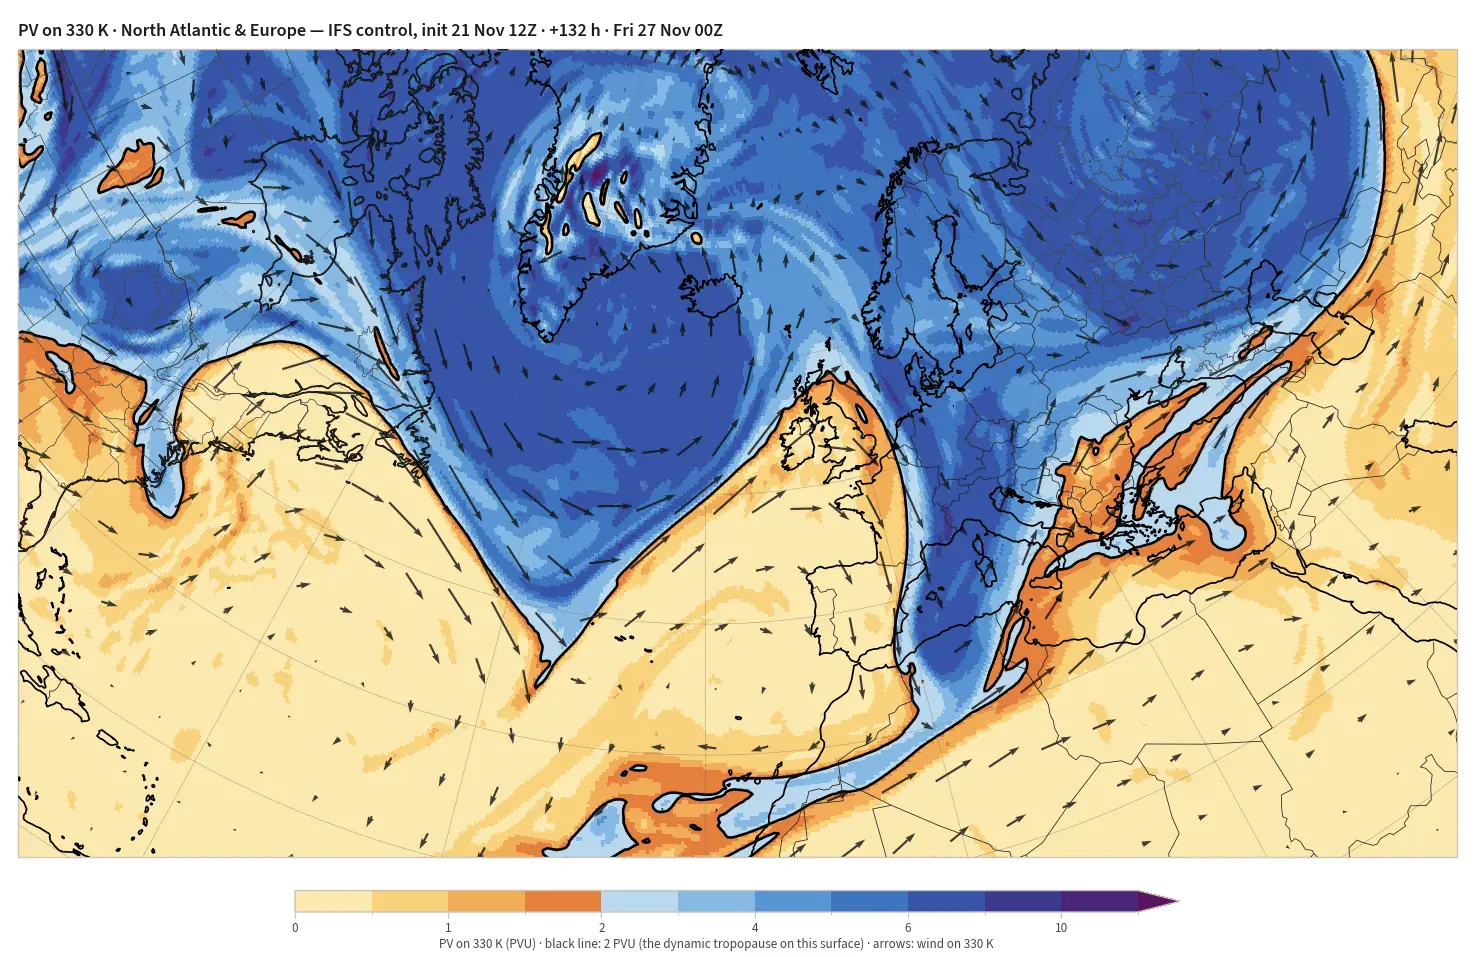 PV on 330 K · North Atlantic & Europe — IFS control, init 21 Nov 12Z · +132 h · Fri 27 Nov 00Z
0 1 2 4 6 10
PV on 330 K (PVU) · black line: 2 PVU (the dynamic tropopause on this surface) · arrows: wind on 330 K